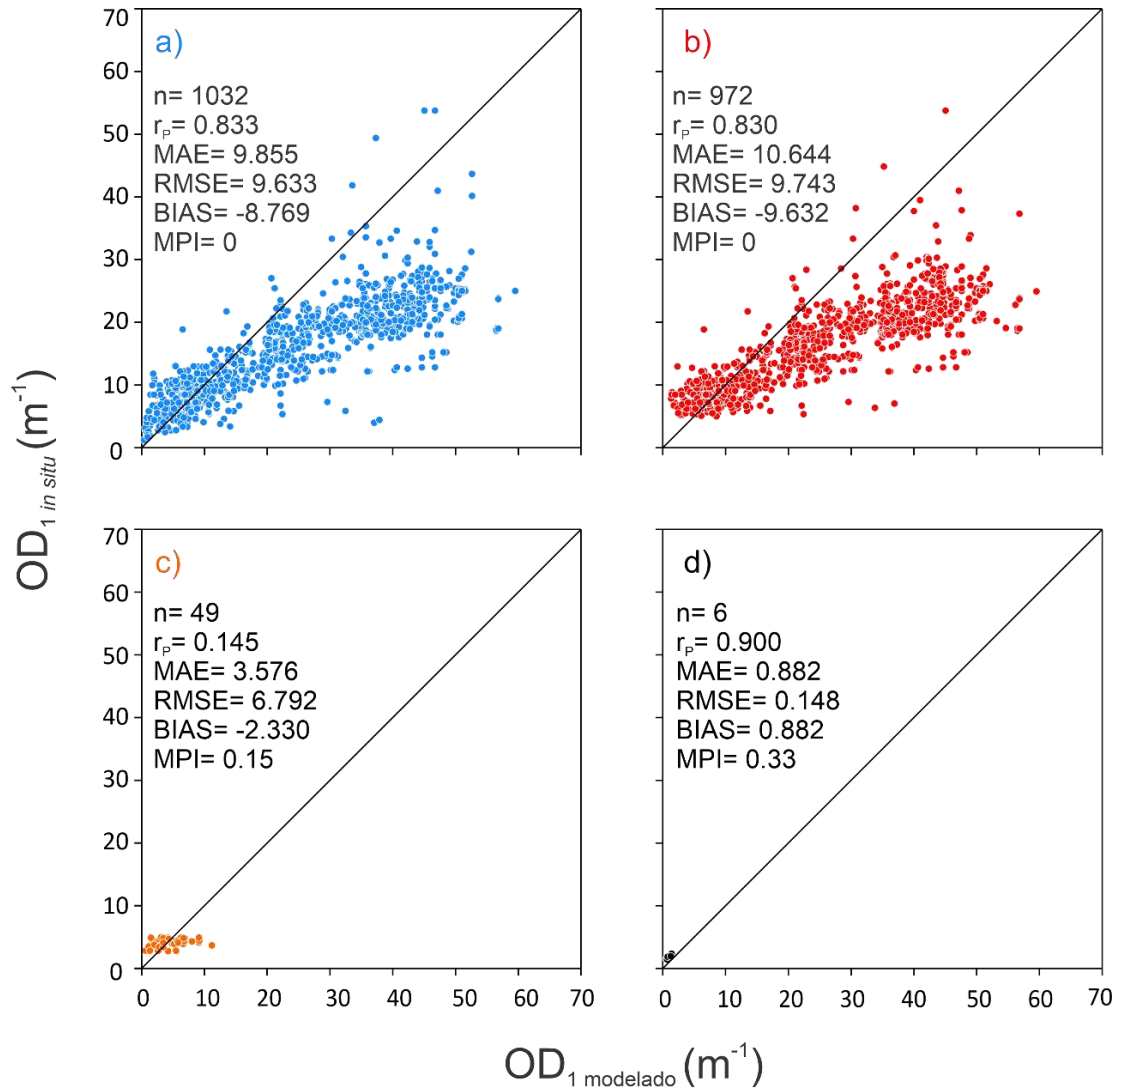 a)
n= 1032
rP= 0.833
MAE= 9.855
RMSE= 9.633
BIAS= -8.769
MPI= 0
70
60
50
40
30
20
10
0
b)
n= 972
rP= 0.830
MAE= 10.644
RMSE= 9.743
BIAS= -9.632
MPI= 0
OD1 in situ (m-1)
c)
n= 49
rP= 0.145
MAE= 3.576
RMSE= 6.792
BIAS= -2.330
MPI= 0.15
70
60
50
40
30
20
10
0
0 10 20 30 40 50 60 70
d)
n= 6
rP= 0.900
MAE= 0.882
RMSE= 0.148
BIAS= 0.882
MPI= 0.33
0 10 20 30 40 50 60 70
OD1 modelado (m-1)